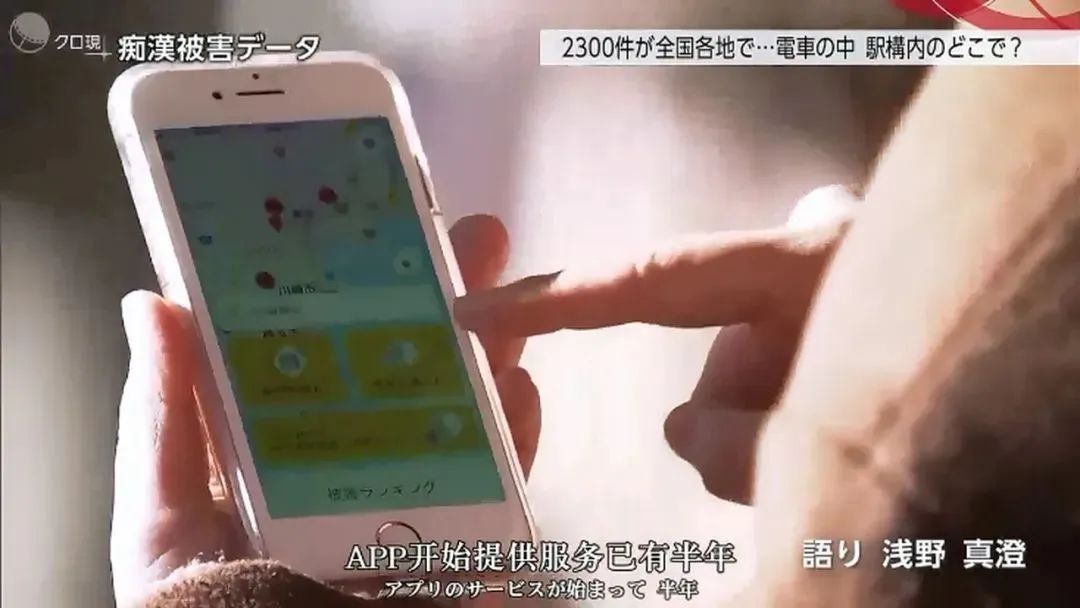 クロ現+
痴漢被害データ
2300件が全国各地で…電車の中 駅構内のどこで?
川崎市
被害ランキング
語り 浅野 真澄
APP开始提供服务已有半年
アプリのサービスが始まって 半年